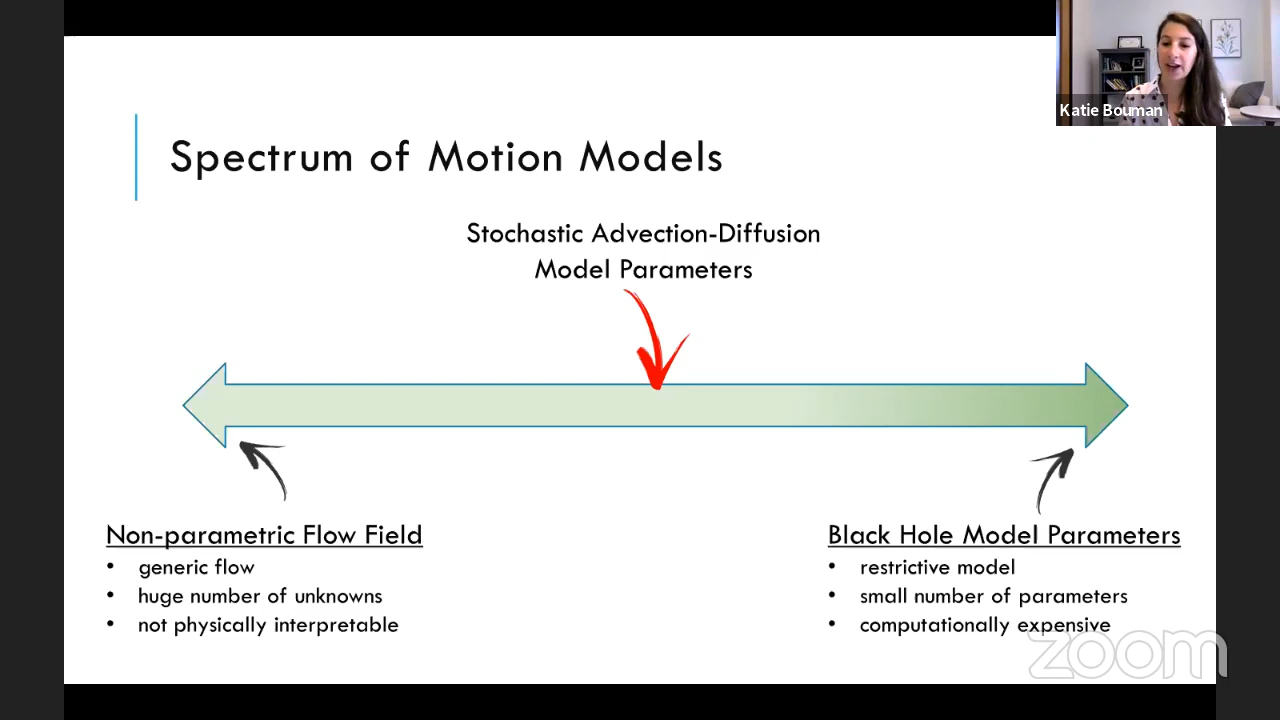 Katie Bouman
Spectrum of Motion Models
Stochastic Advection-Diffusion
Model Parameters
Non-parametric Flow Field
• generic flow
• huge number of unknowns
• not physically interpretable
Black Hole Model Parameters
• restrictive model
• small number of parameters
• computationally expensive
zoom